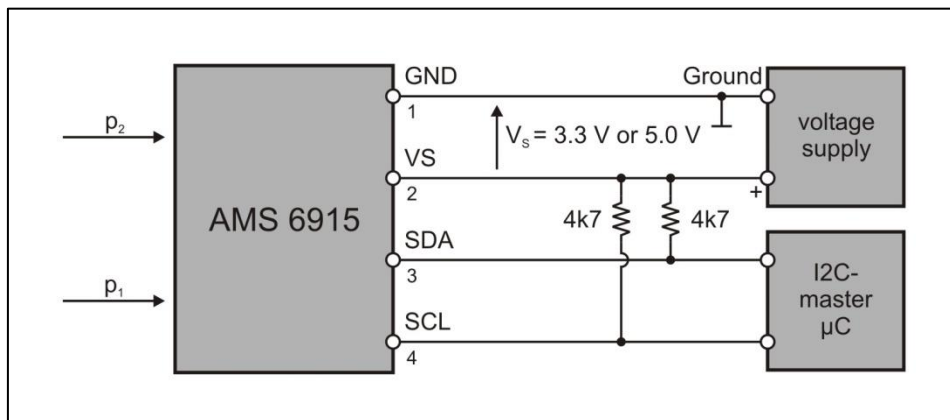 p₂
p₁
AMS 6915
GND
1
VS
2
SDA
3
SCL
4
Vₛ = 3.3 V or 5.0 V
4k7
4k7
Ground
+
voltage
supply
I2C-
master
µC